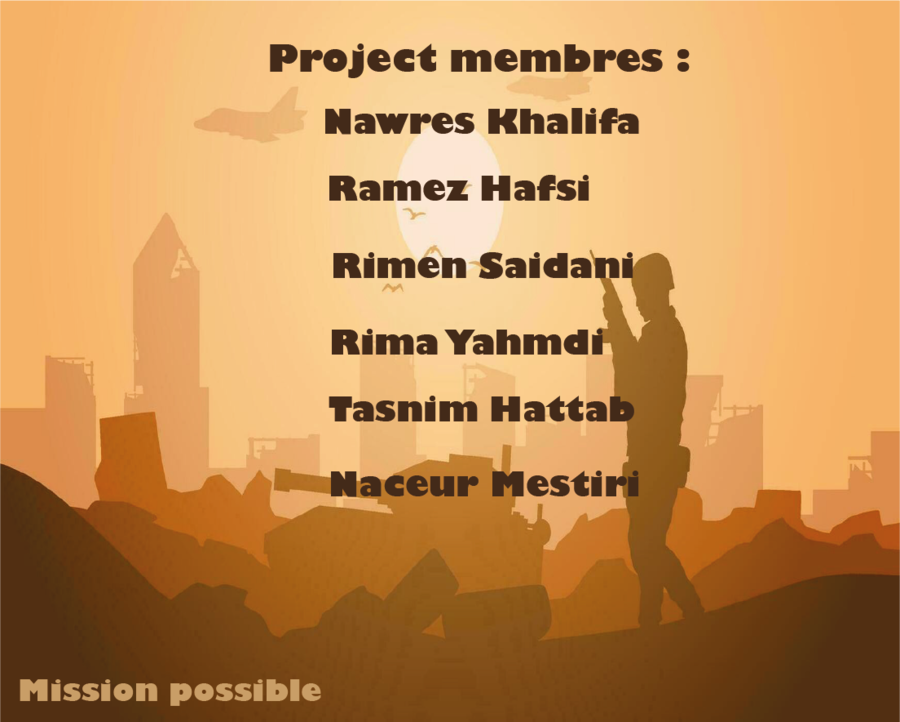 Project membres :
Nawres Khalifa
Ramez Hafsi
Rimen Saidani
Rima Yahmdi
Tasnim Hattab
Naceur Mestiri
Mission possible